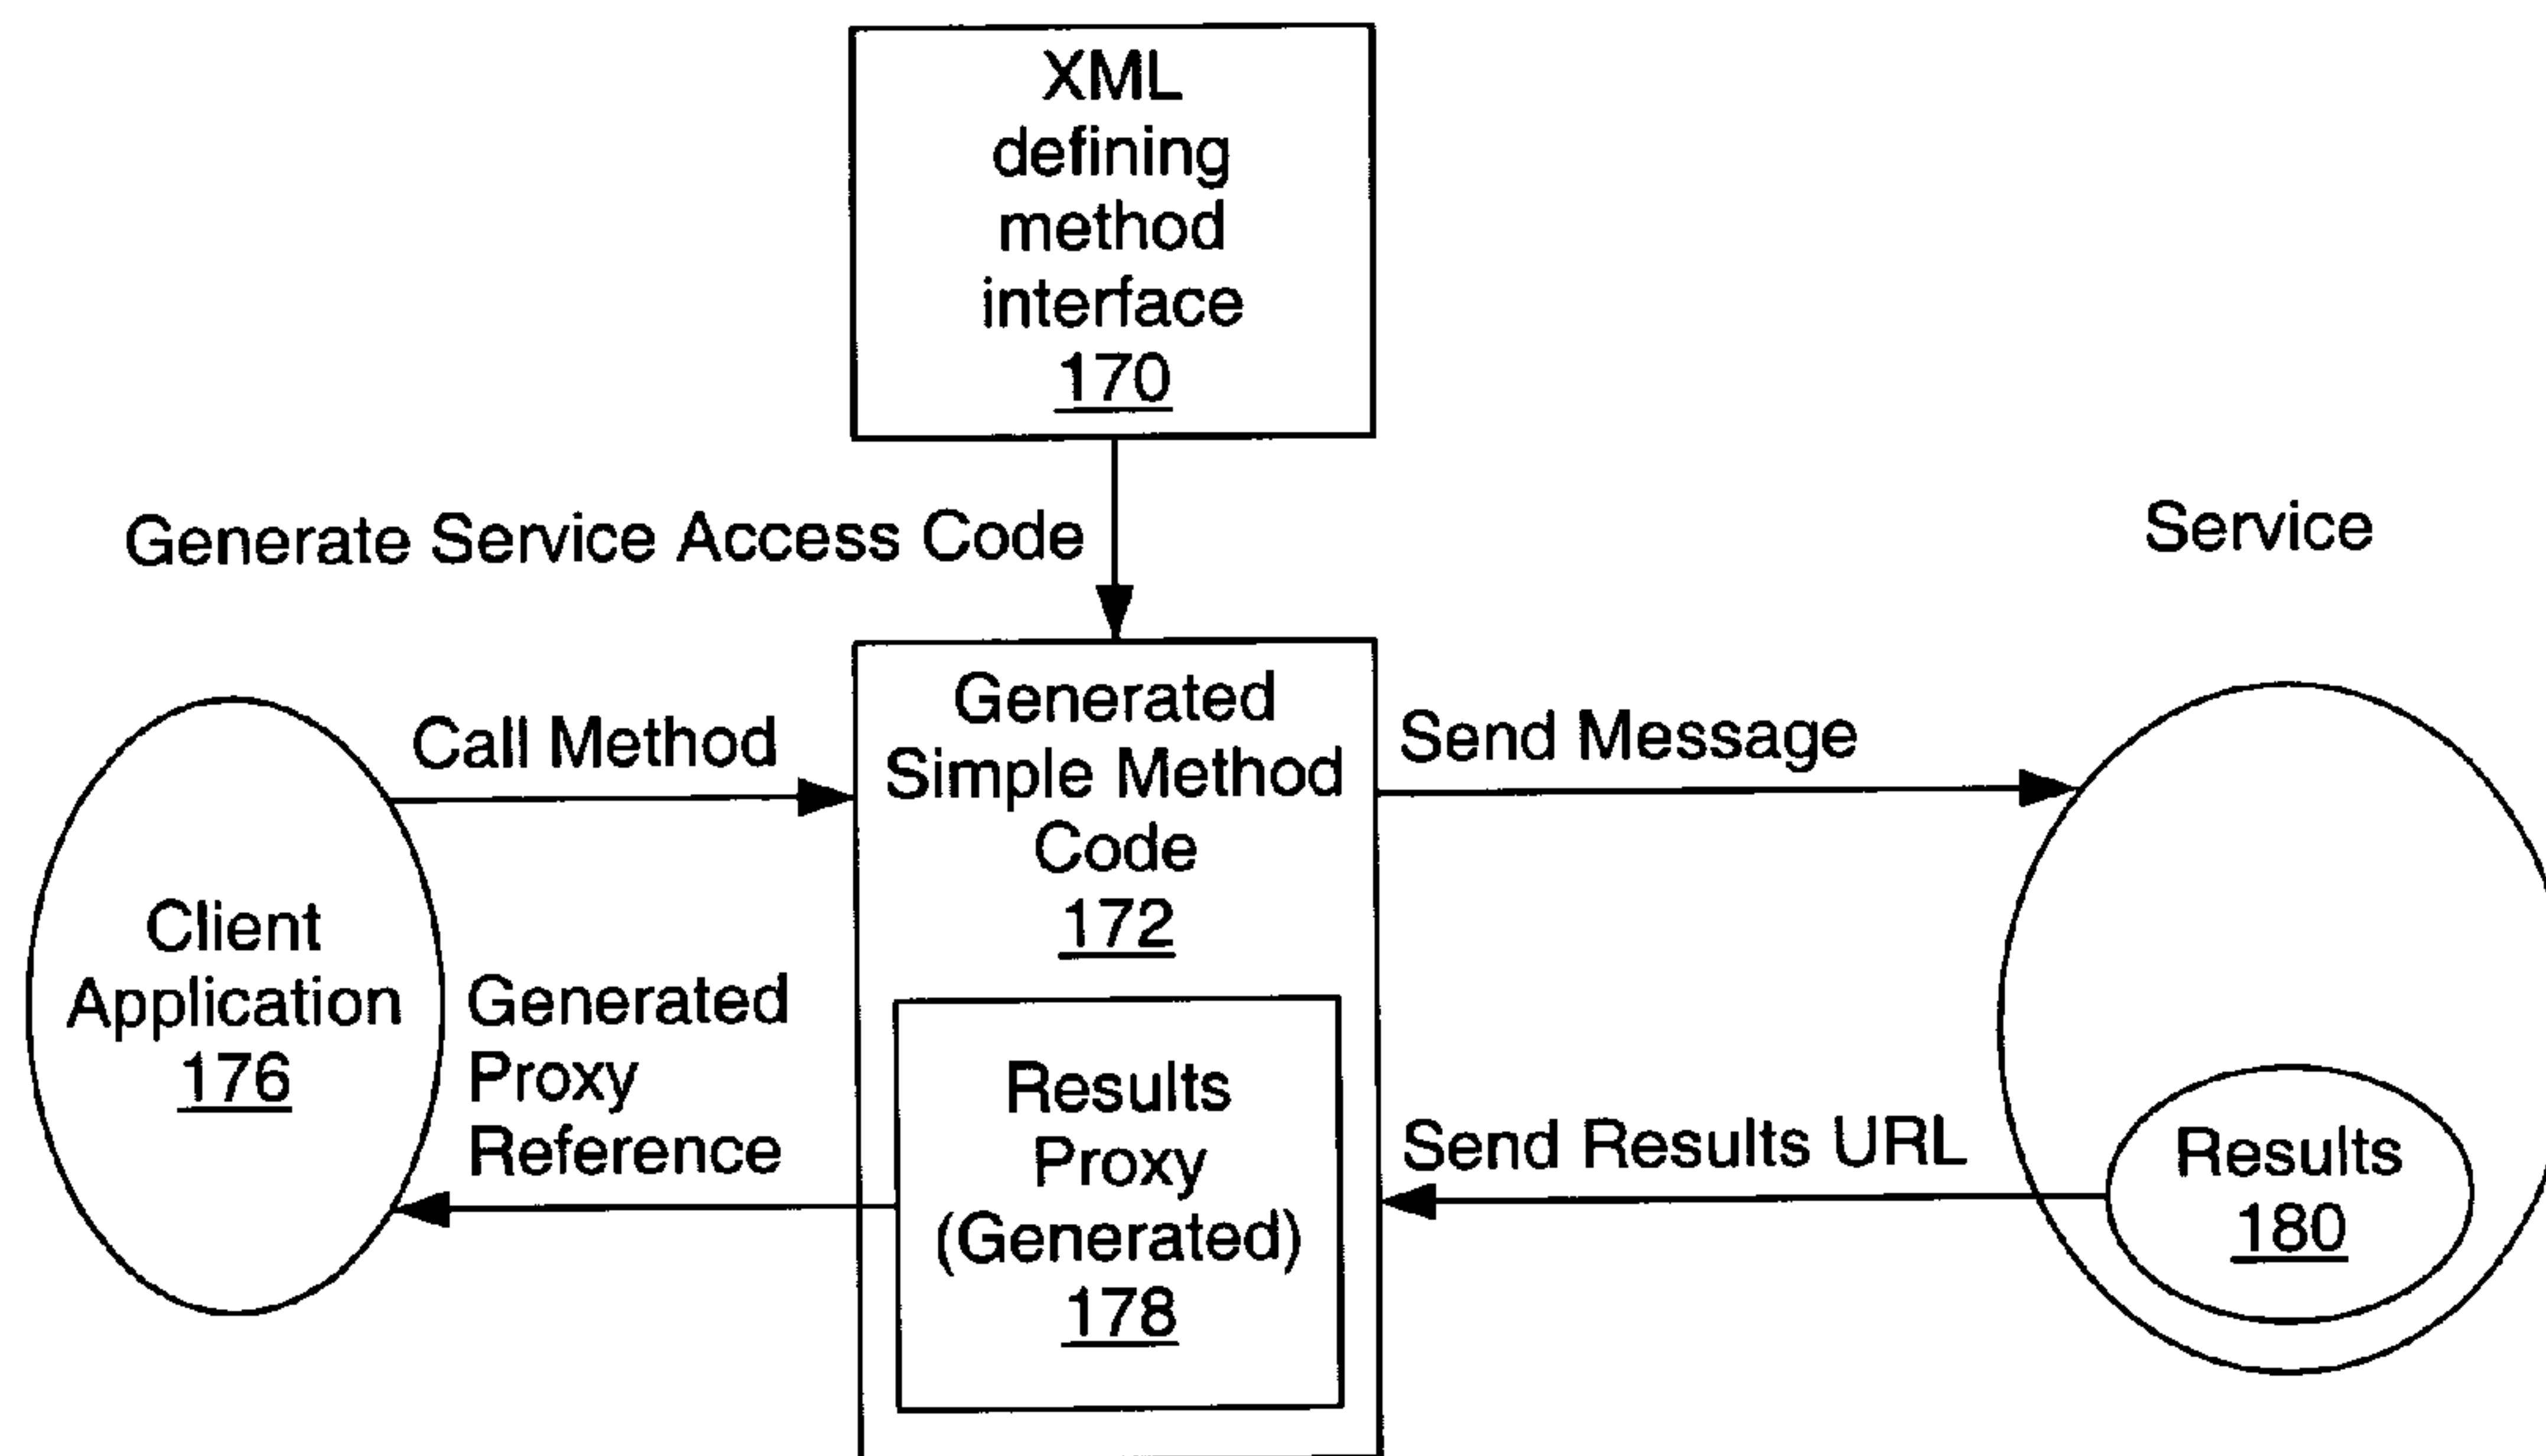 XML
defining
method
interface
170
Generate Service Access Code
Service
Generated
Simple Method
Code
172
Call Method
Send Message
Client
Application
176
Generated
Proxy
Reference
Results
Proxy
(Generated)
178
Send Results URL
Results
180